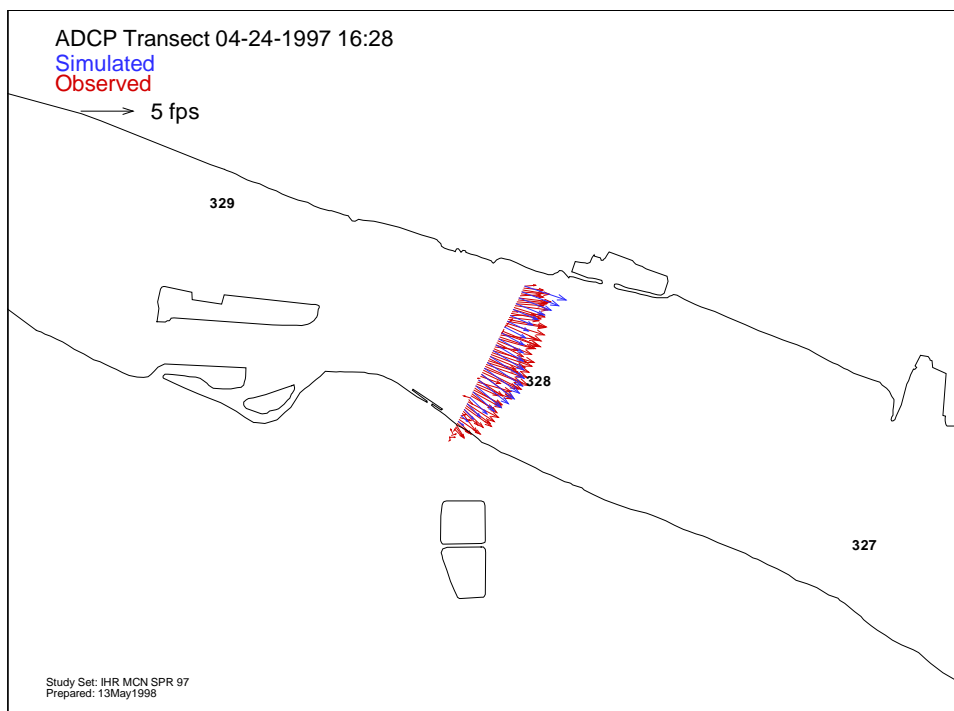 ADCP Transect 04-24-1997 16:28
Simulated
Observed
5 fps
329
328
327
Study Set: IHR MCN SPR 97
Prepared: 13May1998